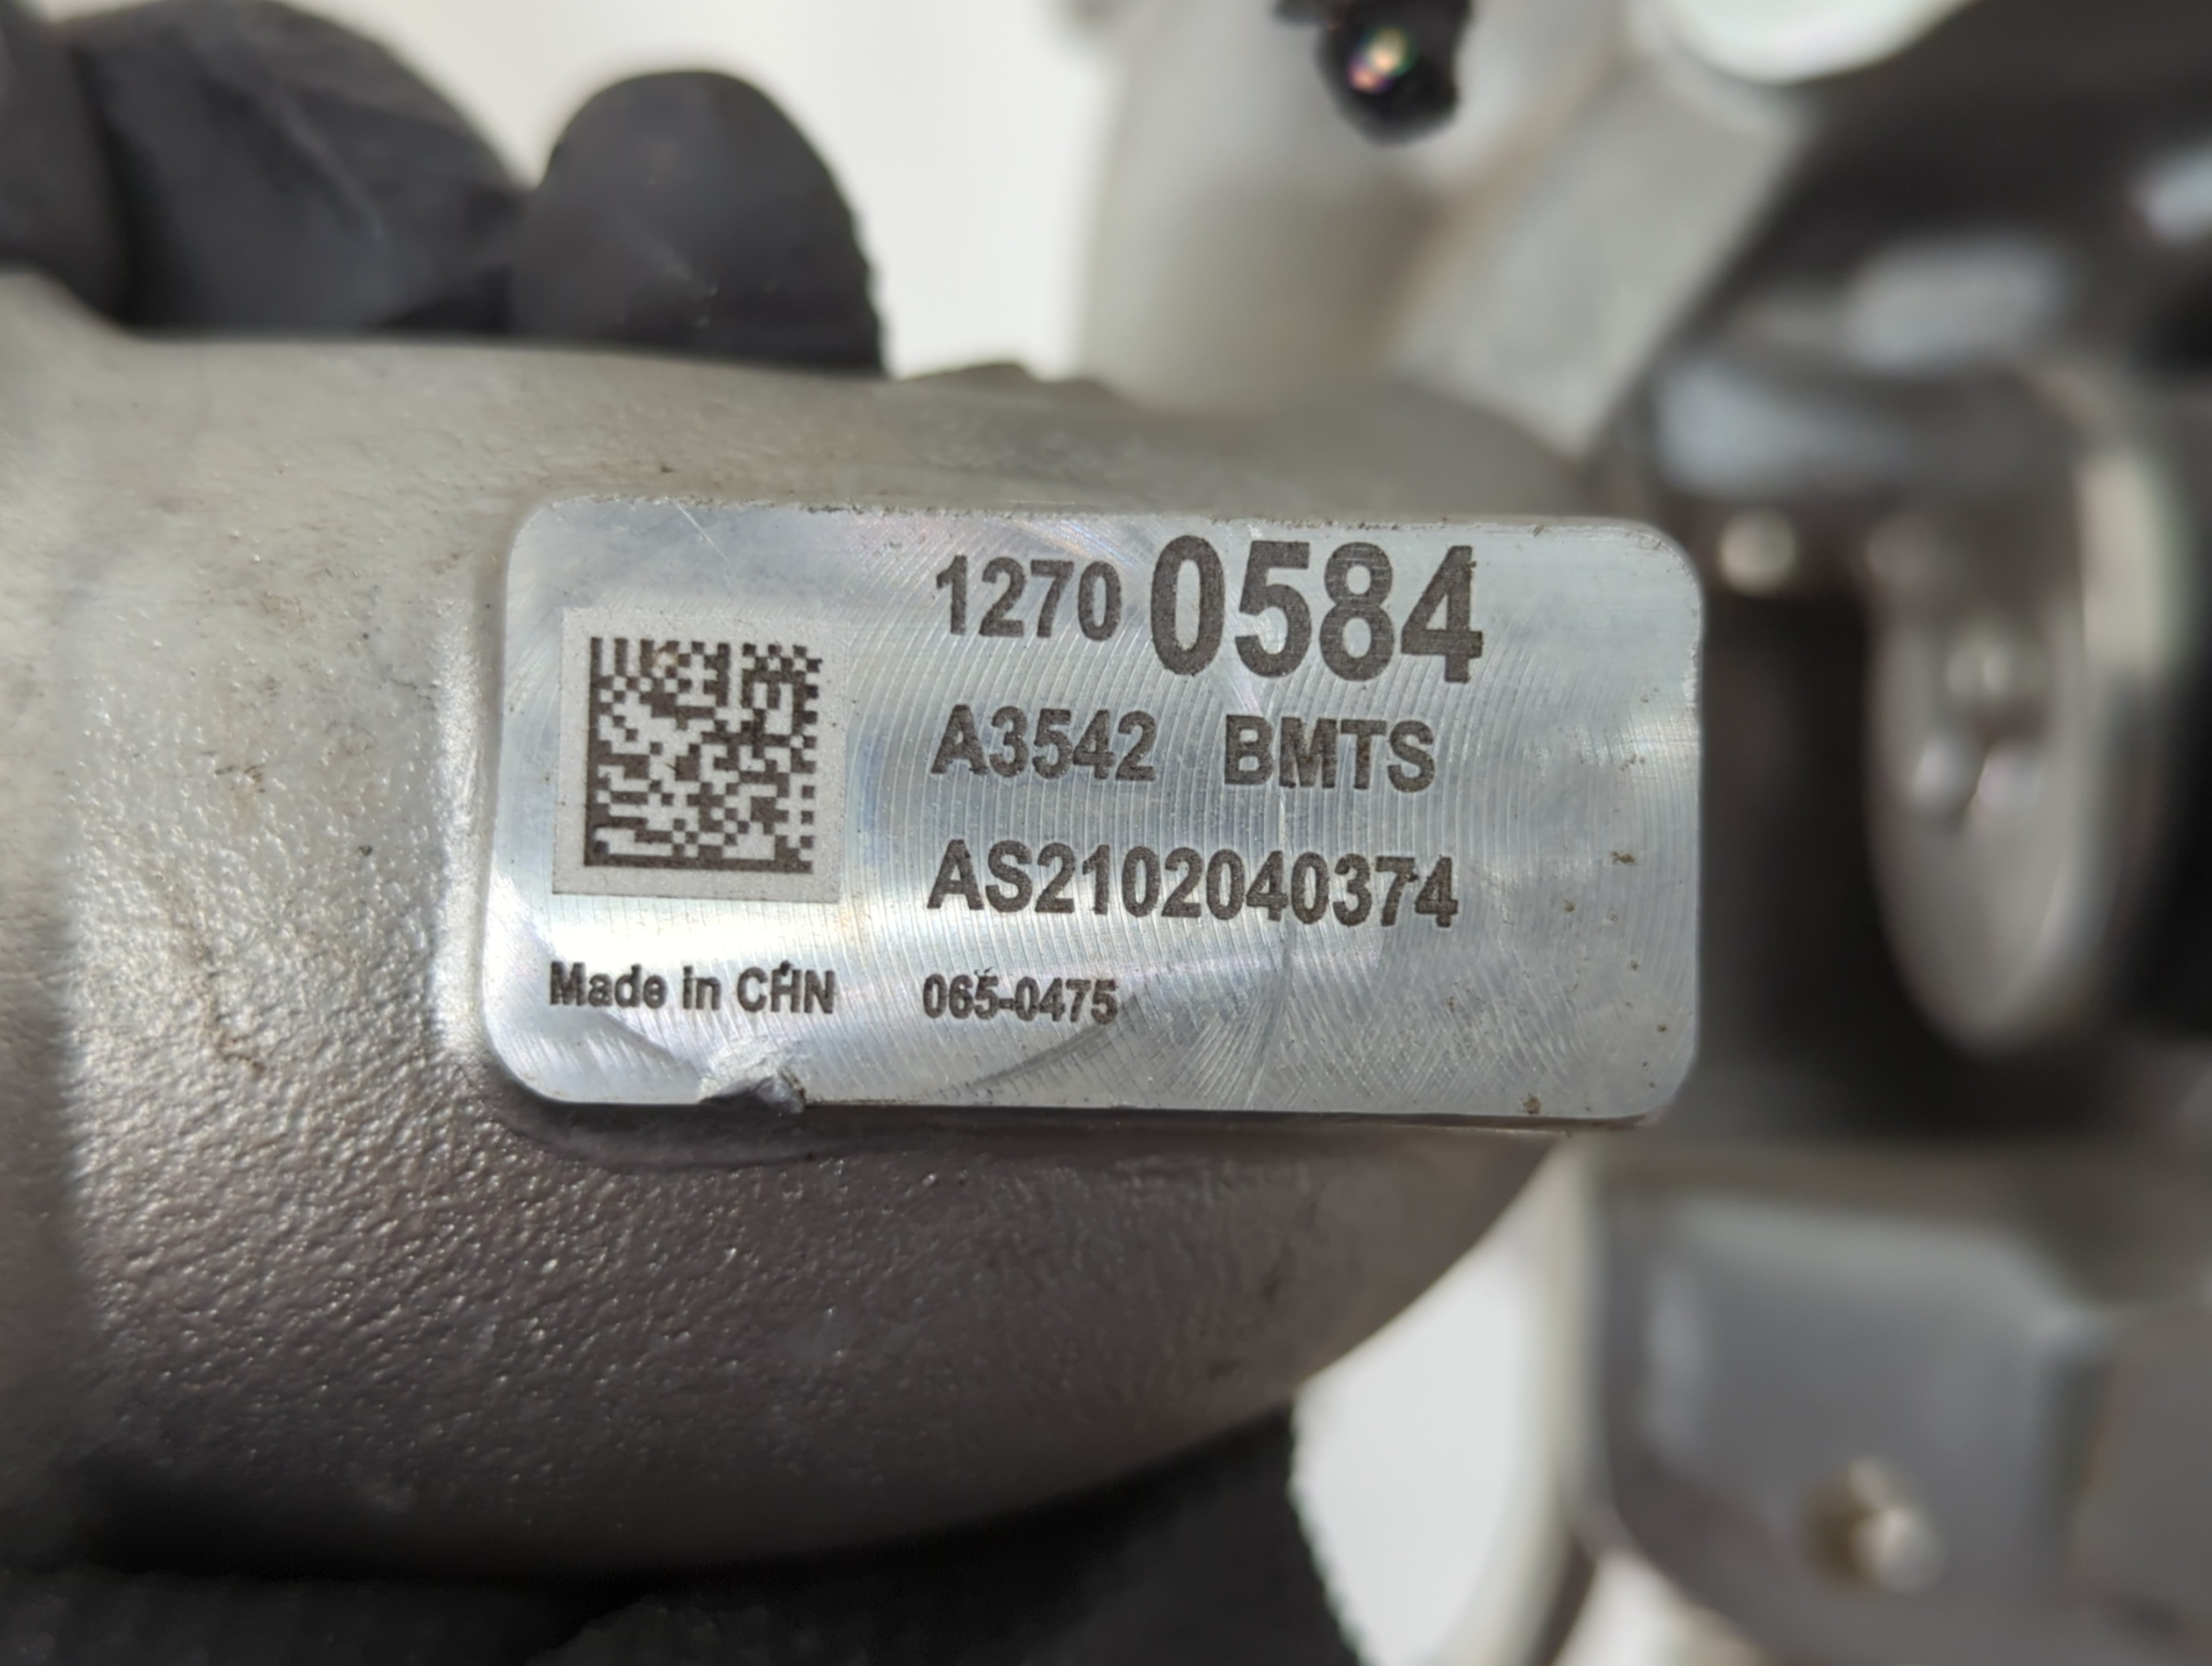 1270 0584
A3542 BMTS
AS2102040374
Made in CHN 065-0475